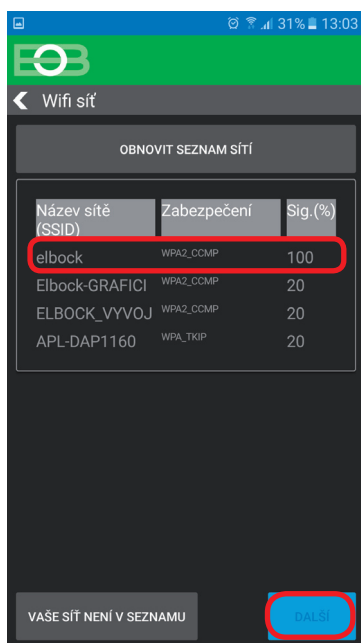 31% 13:03
EOB
Wifi síť
OBNOVIT SEZNAM SÍTÍ
Název sítě (SSID) Zabezpečení Sig.(%)
elbock WPA2_CCMP 100
Elbock-GRAFICI WPA2_CCMP 20
ELBOCK_VYVOJ WPA2_CCMP 20
APL-DAP1160 WPA_TKIP 20
VAŠE SÍŤ NENÍ V SEZNAMU DALŠÍ